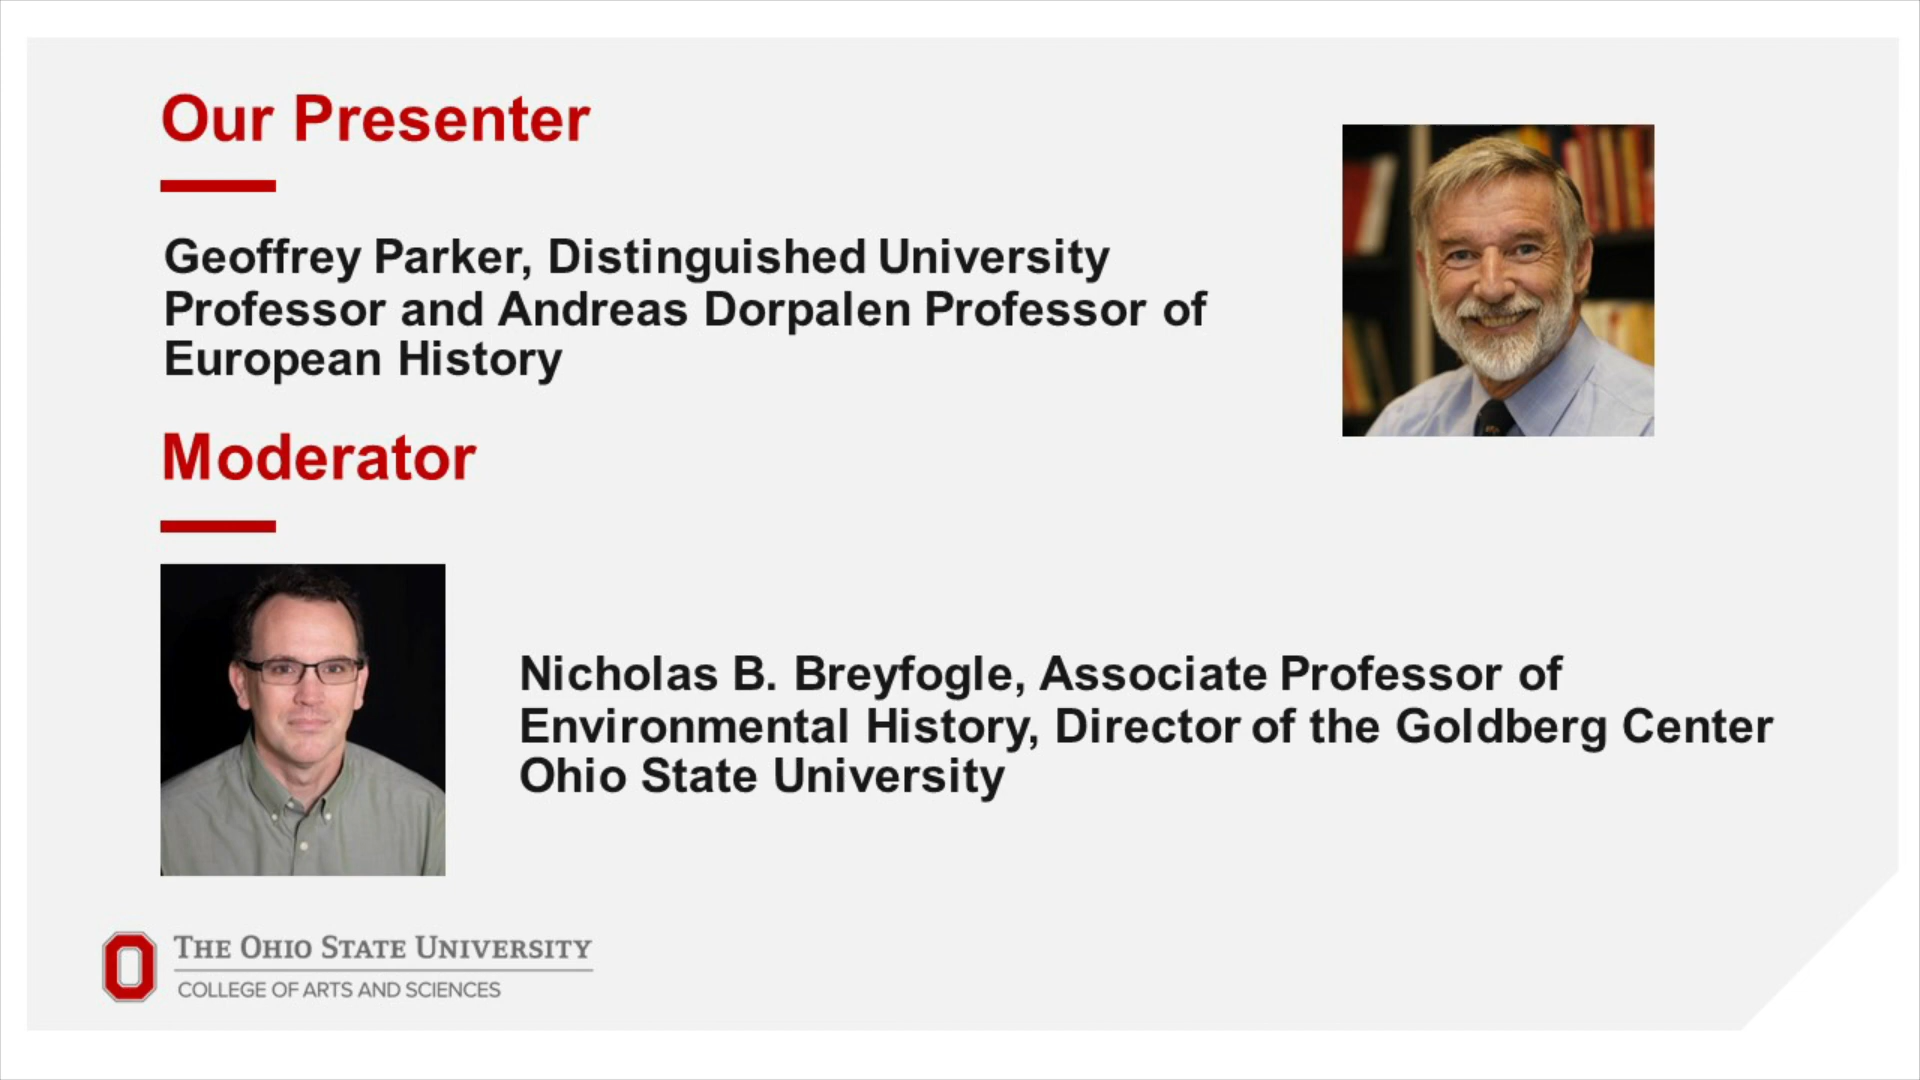 Our Presenter
Geoffrey Parker, Distinguished University
Professor and Andreas Dorpalen Professor of
European History
Moderator
Nicholas B. Breyfogle, Associate Professor of
Environmental History, Director of the Goldberg Center
Ohio State University
THE OHIO STATE UNIVERSITY
COLLEGE OF ARTS AND SCIENCES